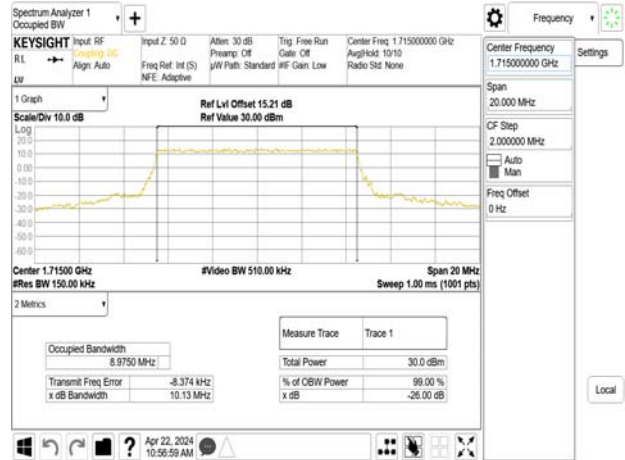 Spectrum Analyzer 1
Occupied BW
+
Frequency
KEYSIGHT
RL
Input: RF
Coupling: DC
Align: Auto
Input Z: 50 Ω
Freq Ref: Int (S)
NFE: Adaptive
Atten: 30 dB
Preamp: Off
µW Path: Standard
Trig: Free Run
Gate: Off
#IF Gain: Low
Center Freq: 1.715000000 GHz
Avg|Hold: 10/10
Radio Std: None
Center Frequency
1.715000000 GHz
Settings
Span
20.000 MHz
CF Step
2.000000 MHz
Auto
Man
Freq Offset
0 Hz
Local
1 Graph
Scale/Div 10.0 dB
Ref Lvl Offset 15.21 dB
Ref Value 30.00 dBm
Log
20.0
10.0
0.00
-10.0
-20.0
-30.0
-40.0
-50.0
-60.0
Center 1.71500 GHz
#Res BW 150.00 kHz
#Video BW 510.00 kHz
Span 20 MHz
Sweep 1.00 ms (1001 pts)
2 Metrics
Measure Trace
Trace 1
Occupied Bandwidth
8.9750 MHz
Total Power
30.0 dBm
Transmit Freq Error
-8.374 kHz
% of OBW Power
99.00 %
x dB Bandwidth
10.13 MHz
x dB
-26.00 dB
?
Apr 22, 2024
10:56:59 AM